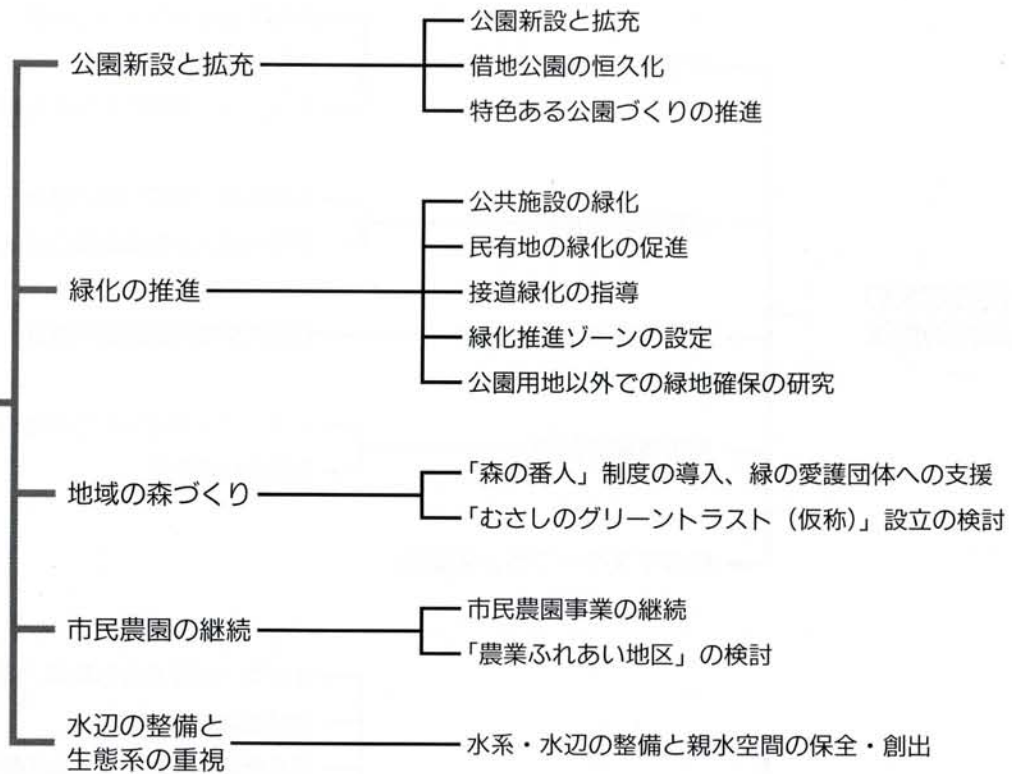 公園新設と拡充
公園新設と拡充
借地公園の恒久化
特色ある公園づくりの推進
緑化の推進
公共施設の緑化
民有地の緑化の促進
接道緑化の指導
緑化推進ゾーンの設定
公園用地以外での緑地確保の研究
地域の森づくり
「森の番人」制度の導入、緑の愛護団体への支援
「むさしのグリーントラスト（仮称）」設立の検討
市民農園の継続
市民農園事業の継続
「農業ふれあい地区」の検討
水辺の整備と
生態系の重視
水系・水辺の整備と親水空間の保全・創出